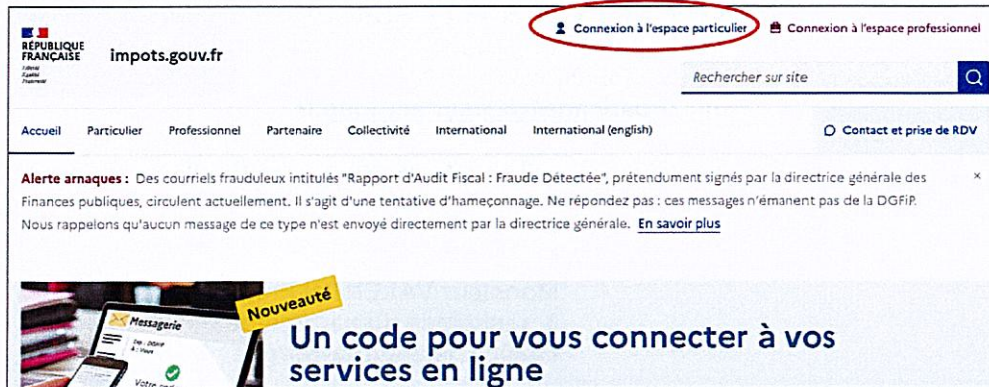 Connexion à l'espace particulier
Connexion à l'espace professionnel
RÉPUBLIQUE
FRANÇAISE
Liberté
Égalité
Fraternité
impots.gouv.fr
Rechercher sur site
Accueil
Particulier
Professionnel
Partenaire
Collectivité
International
International (english)
Contact et prise de RDV
Alerte arnaques : Des courriels frauduleux intitulés "Rapport d'Audit Fiscal : Fraude Détectée", prétendument signés par la directrice générale des
Finances publiques, circulent actuellement. Il s'agit d'une tentative d'hameçonnage. Ne répondez pas : ces messages n'émanent pas de la DGFiP.
Nous rappelons qu'aucun message de ce type n'est envoyé directement par la directrice générale. En savoir plus
×
Nouveauté
Messagerie
Un code pour vous connecter à vos
services en ligne